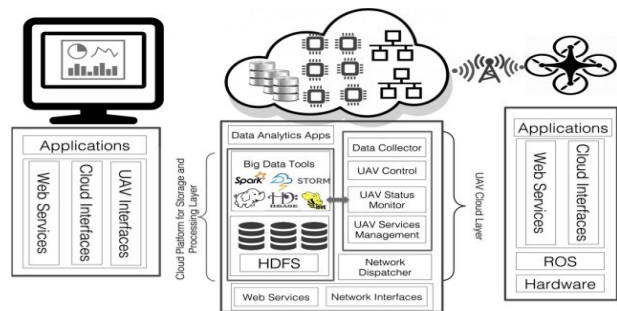 Applications
Web Services
Cloud Interfaces
UAV Interfaces
Cloud Platform for Storage and
Processing Layer
Data Analytics Apps
Big Data Tools
Spark
STORM
HBASE
HIVE
HDFS
Data Collector
UAV Control
UAV Status
Monitor
UAV Services
Management
Network
Dispatcher
Web Services
Network Interfaces
UAV Cloud Layer
Applications
Web Services
Cloud Interfaces
ROS
Hardware